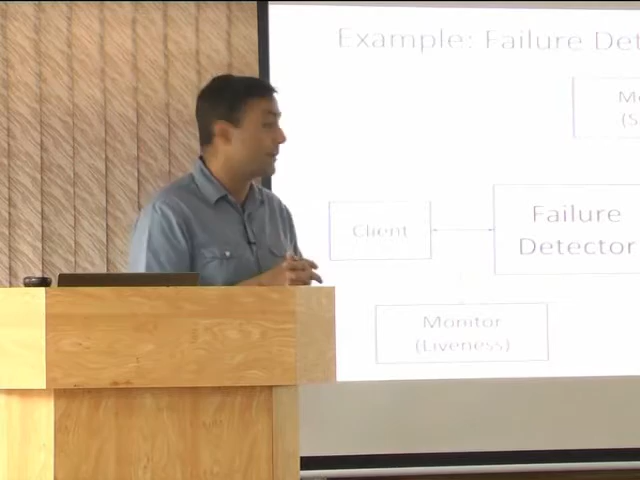 Example: Failure Det
Client
Failure
Detector
Monitor
(Liveness)